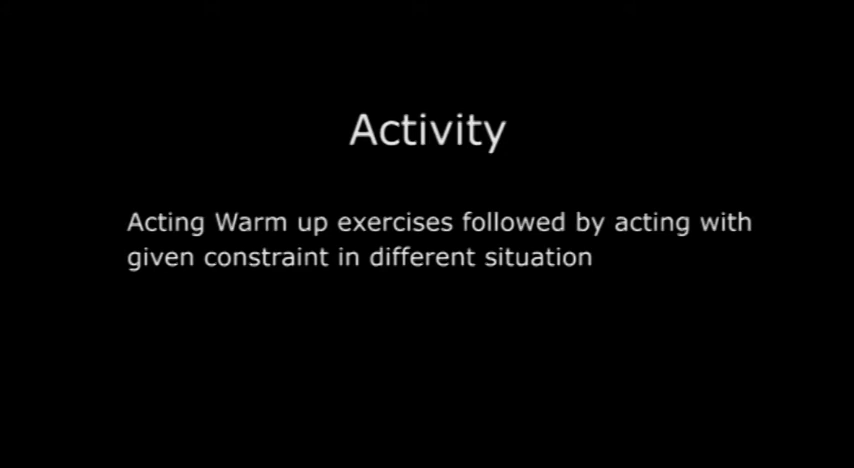 Activity
Acting Warm up exercises followed by acting with
given constraint in different situation